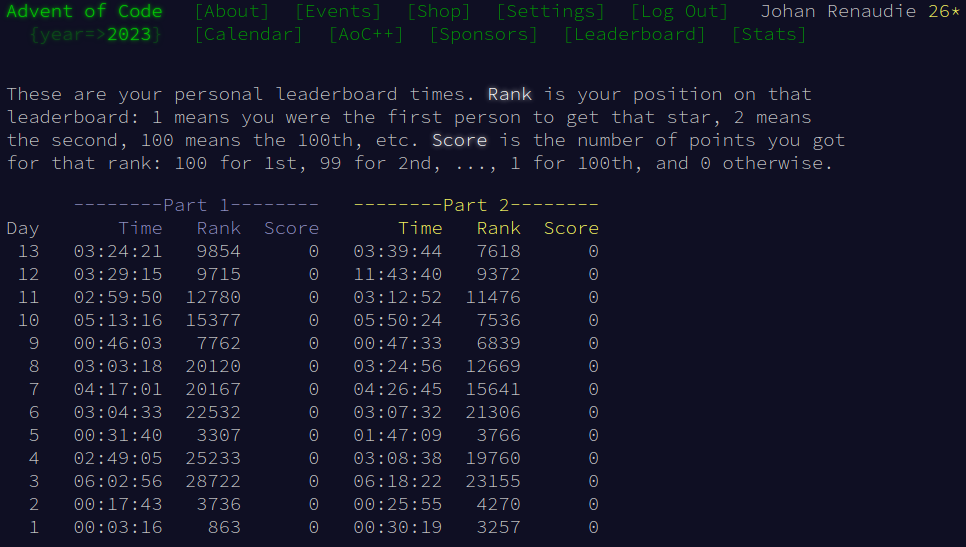 Advent of Code [About] [Events] [Shop] [Settings] [Log Out] Johan Renaudie 26*
{year=>2023} [Calendar] [AoC++] [Sponsors] [Leaderboard] [Stats]
These are your personal leaderboard times. Rank is your position on that
leaderboard: 1 means you were the first person to get that star, 2 means
the second, 100 means the 100th, etc. Score is the number of points you got
for that rank: 100 for 1st, 99 for 2nd, ..., 1 for 100th, and 0 otherwise.
--------Part 1-------- --------Part 2--------
Day Time Rank Score Time Rank Score
13 03:24:21 9854 0 03:39:44 7618 0
12 03:29:15 9715 0 11:43:40 9372 0
11 02:59:50 12780 0 03:12:52 11476 0
10 05:13:16 15377 0 05:50:24 7536 0
9 00:46:03 7762 0 00:47:33 6839 0
8 03:03:18 20120 0 03:24:56 12669 0
7 04:17:01 20167 0 04:26:45 15641 0
6 03:04:33 22532 0 03:07:32 21306 0
5 00:31:40 3307 0 01:47:09 3766 0
4 02:49:05 25233 0 03:08:38 19760 0
3 06:02:56 28722 0 06:18:22 23155 0
2 00:17:43 3736 0 00:25:55 4270 0
1 00:03:16 863 0 00:30:19 3257 0